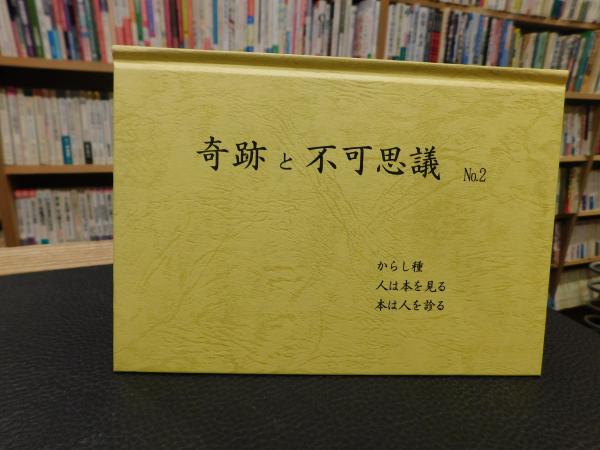 奇跡と不可思議 No.2
からし種
人は本を見る
本は人を診る